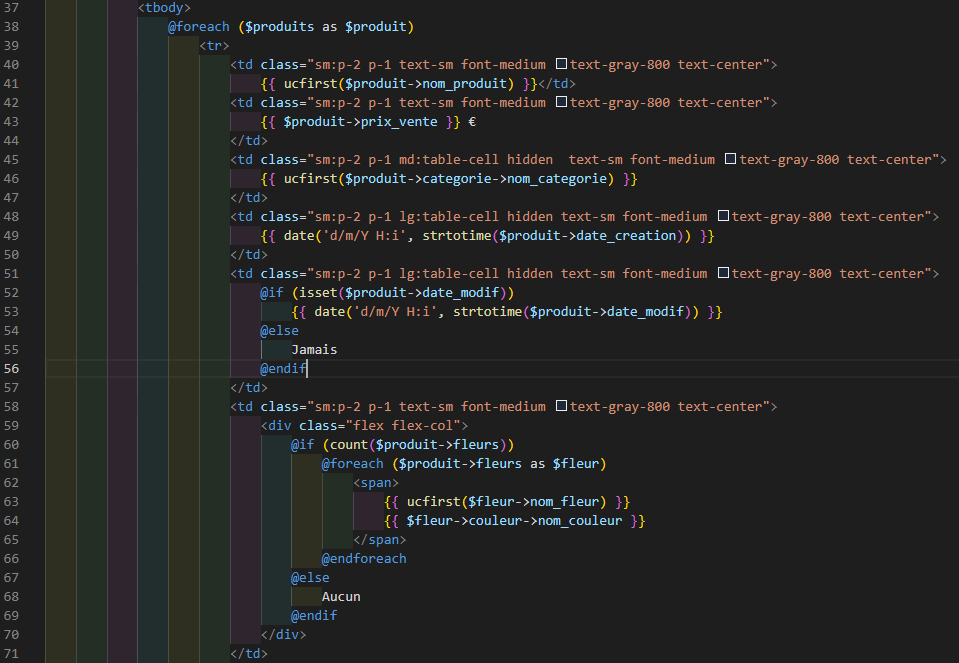 37 <tbody>
38 @foreach ($produits as $produit)
39 <tr>
40 <td class="sm:p-2 p-1 text-sm font-medium text-gray-800 text-center">
41 {{ ucfirst($produit->nom_produit) }}</td>
42 <td class="sm:p-2 p-1 text-sm font-medium text-gray-800 text-center">
43 {{ $produit->prix_vente }} €
44 </td>
45 <td class="sm:p-2 p-1 md:table-cell hidden  text-sm font-medium text-gray-800 text-center">
46 {{ ucfirst($produit->categorie->nom_categorie) }}
47 </td>
48 <td class="sm:p-2 p-1 lg:table-cell hidden text-sm font-medium text-gray-800 text-center">
49 {{ date('d/m/Y H:i', strtotime($produit->date_creation)) }}
50 </td>
51 <td class="sm:p-2 p-1 lg:table-cell hidden text-sm font-medium text-gray-800 text-center">
52 @if (isset($produit->date_modif))
53 {{ date('d/m/Y H:i', strtotime($produit->date_modif)) }}
54 @else
55 Jamais
56 @endif
57 </td>
58 <td class="sm:p-2 p-1 text-sm font-medium text-gray-800 text-center">
59 <div class="flex flex-col">
60 @if (count($produit->fleurs))
61 @foreach ($produit->fleurs as $fleur)
62 <span>
63 {{ ucfirst($fleur->nom_fleur) }}
64 {{ $fleur->couleur->nom_couleur }}
65 </span>
66 @endforeach
67 @else
68 Aucun
69 @endif
70 </div>
71 </td>